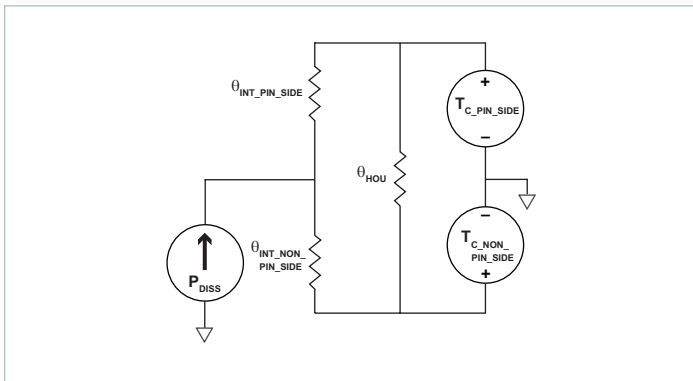 θINT_PIN_SIDE
+
TC_PIN_SIDE
–
θHOU
–
TC_NON_
PIN_SIDE
+
θINT_NON_
PIN_SIDE
PDISS